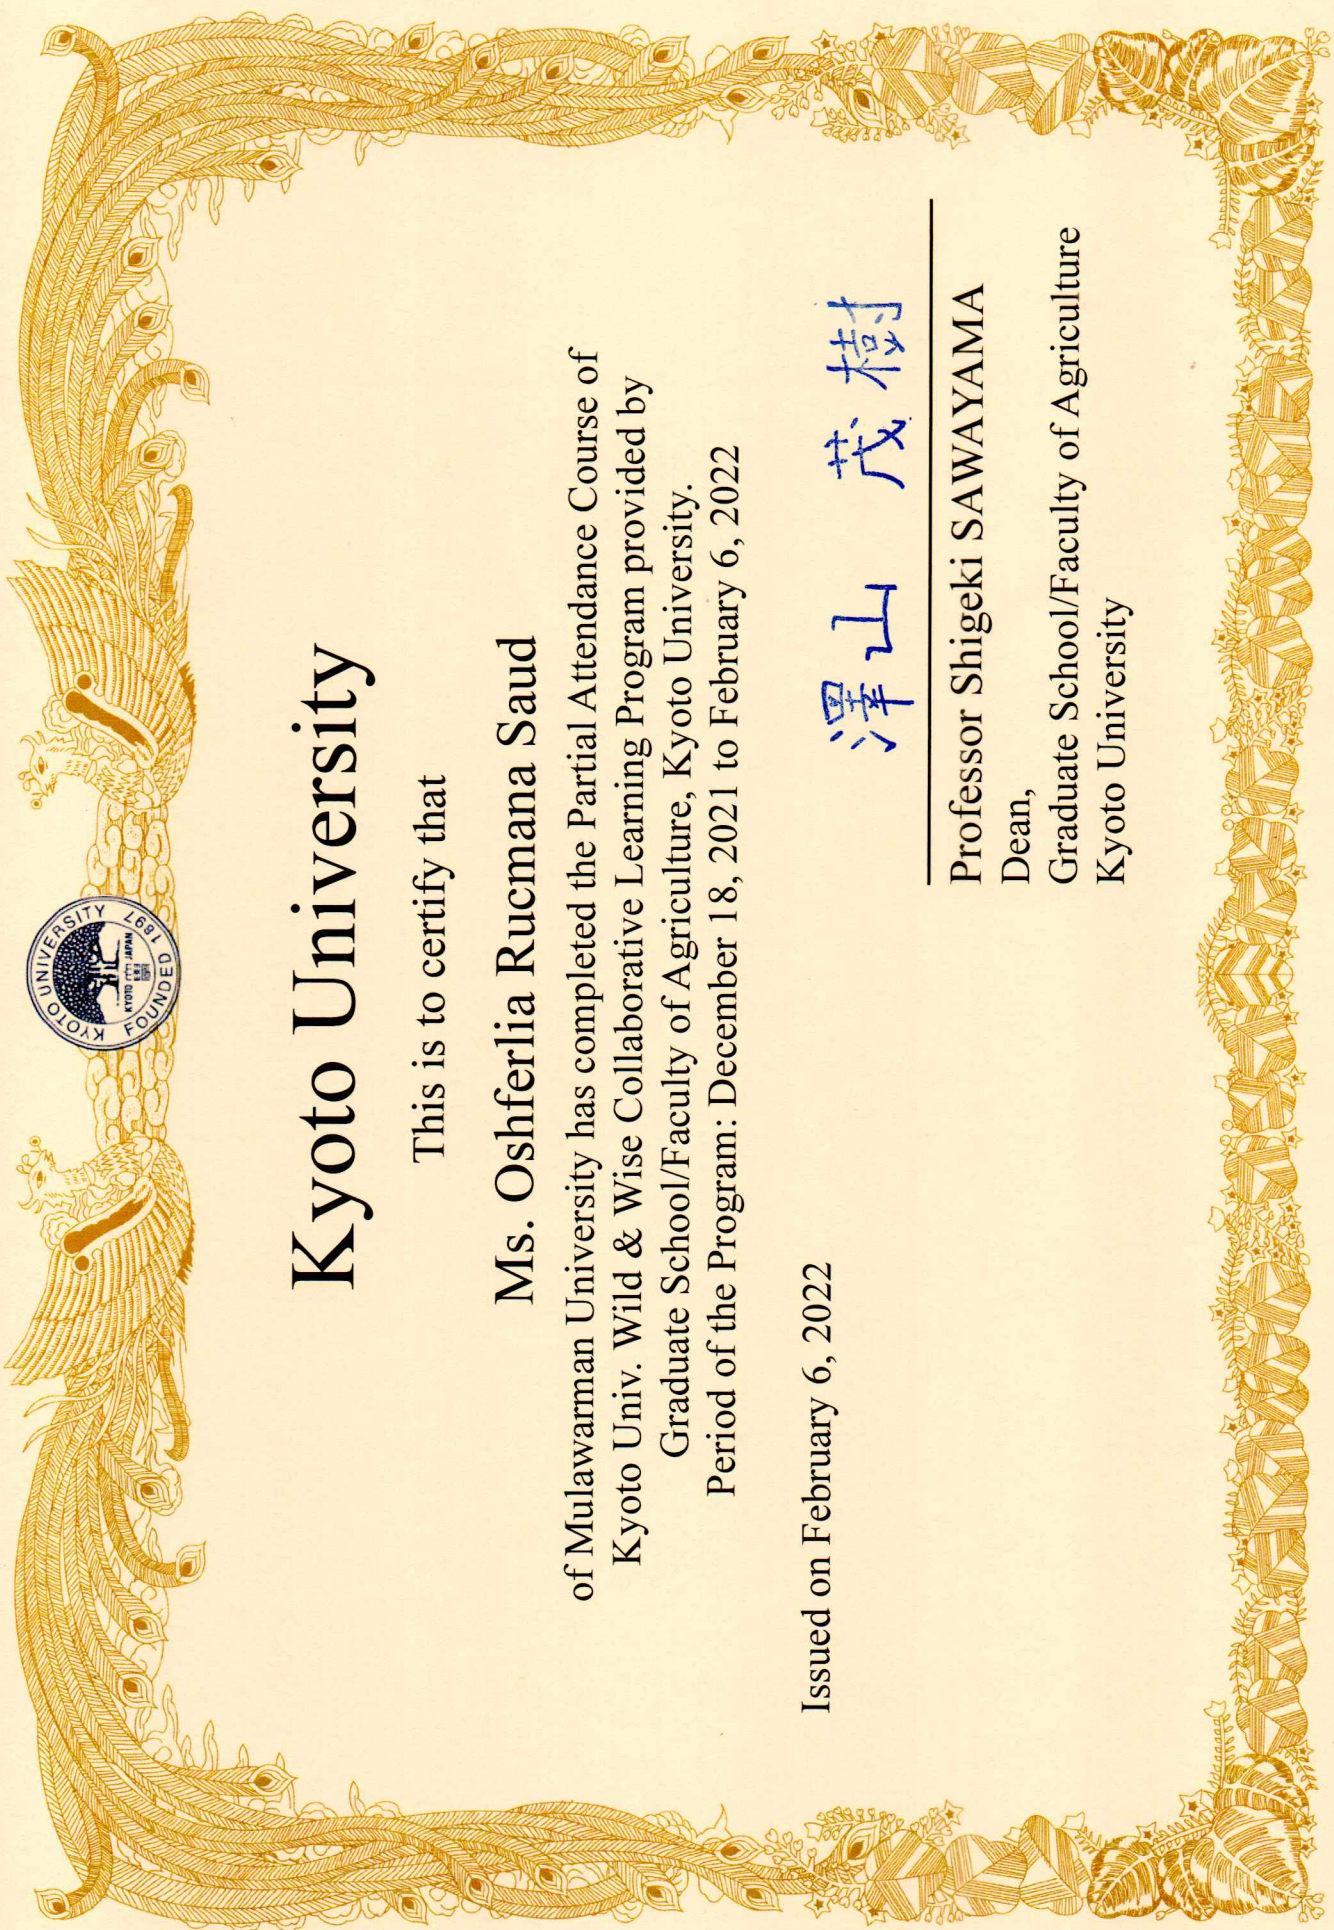 KYOTO UNIVERSITY
FOUNDED 1897
KYOTO JAPAN
Kyoto University
This is to certify that
Ms. Oshferlia Rucmana Saud
of Mulawarman University has completed the Partial Attendance Course of
Kyoto Univ. Wild & Wise Collaborative Learning Program provided by
Graduate School/Faculty of Agriculture, Kyoto University.
Period of the Program: December 18, 2021 to February 6, 2022
Issued on February 6, 2022
澤山 茂樹
Professor Shigeki SAWAYAMA
Dean,
Graduate School/Faculty of Agriculture
Kyoto University